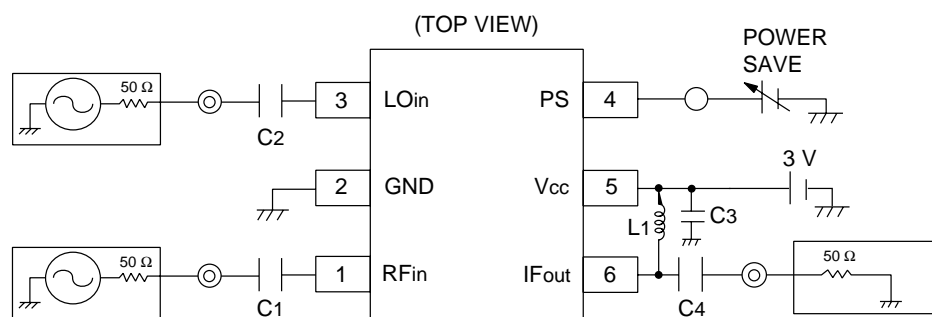 (TOP VIEW)
POWER
SAVE
50 Ω
3
LOin
PS
4
C2
3 V
2
GND
Vcc
5
L1
C3
50 Ω
50 Ω
1
RFin
IFout
6
C1
C4